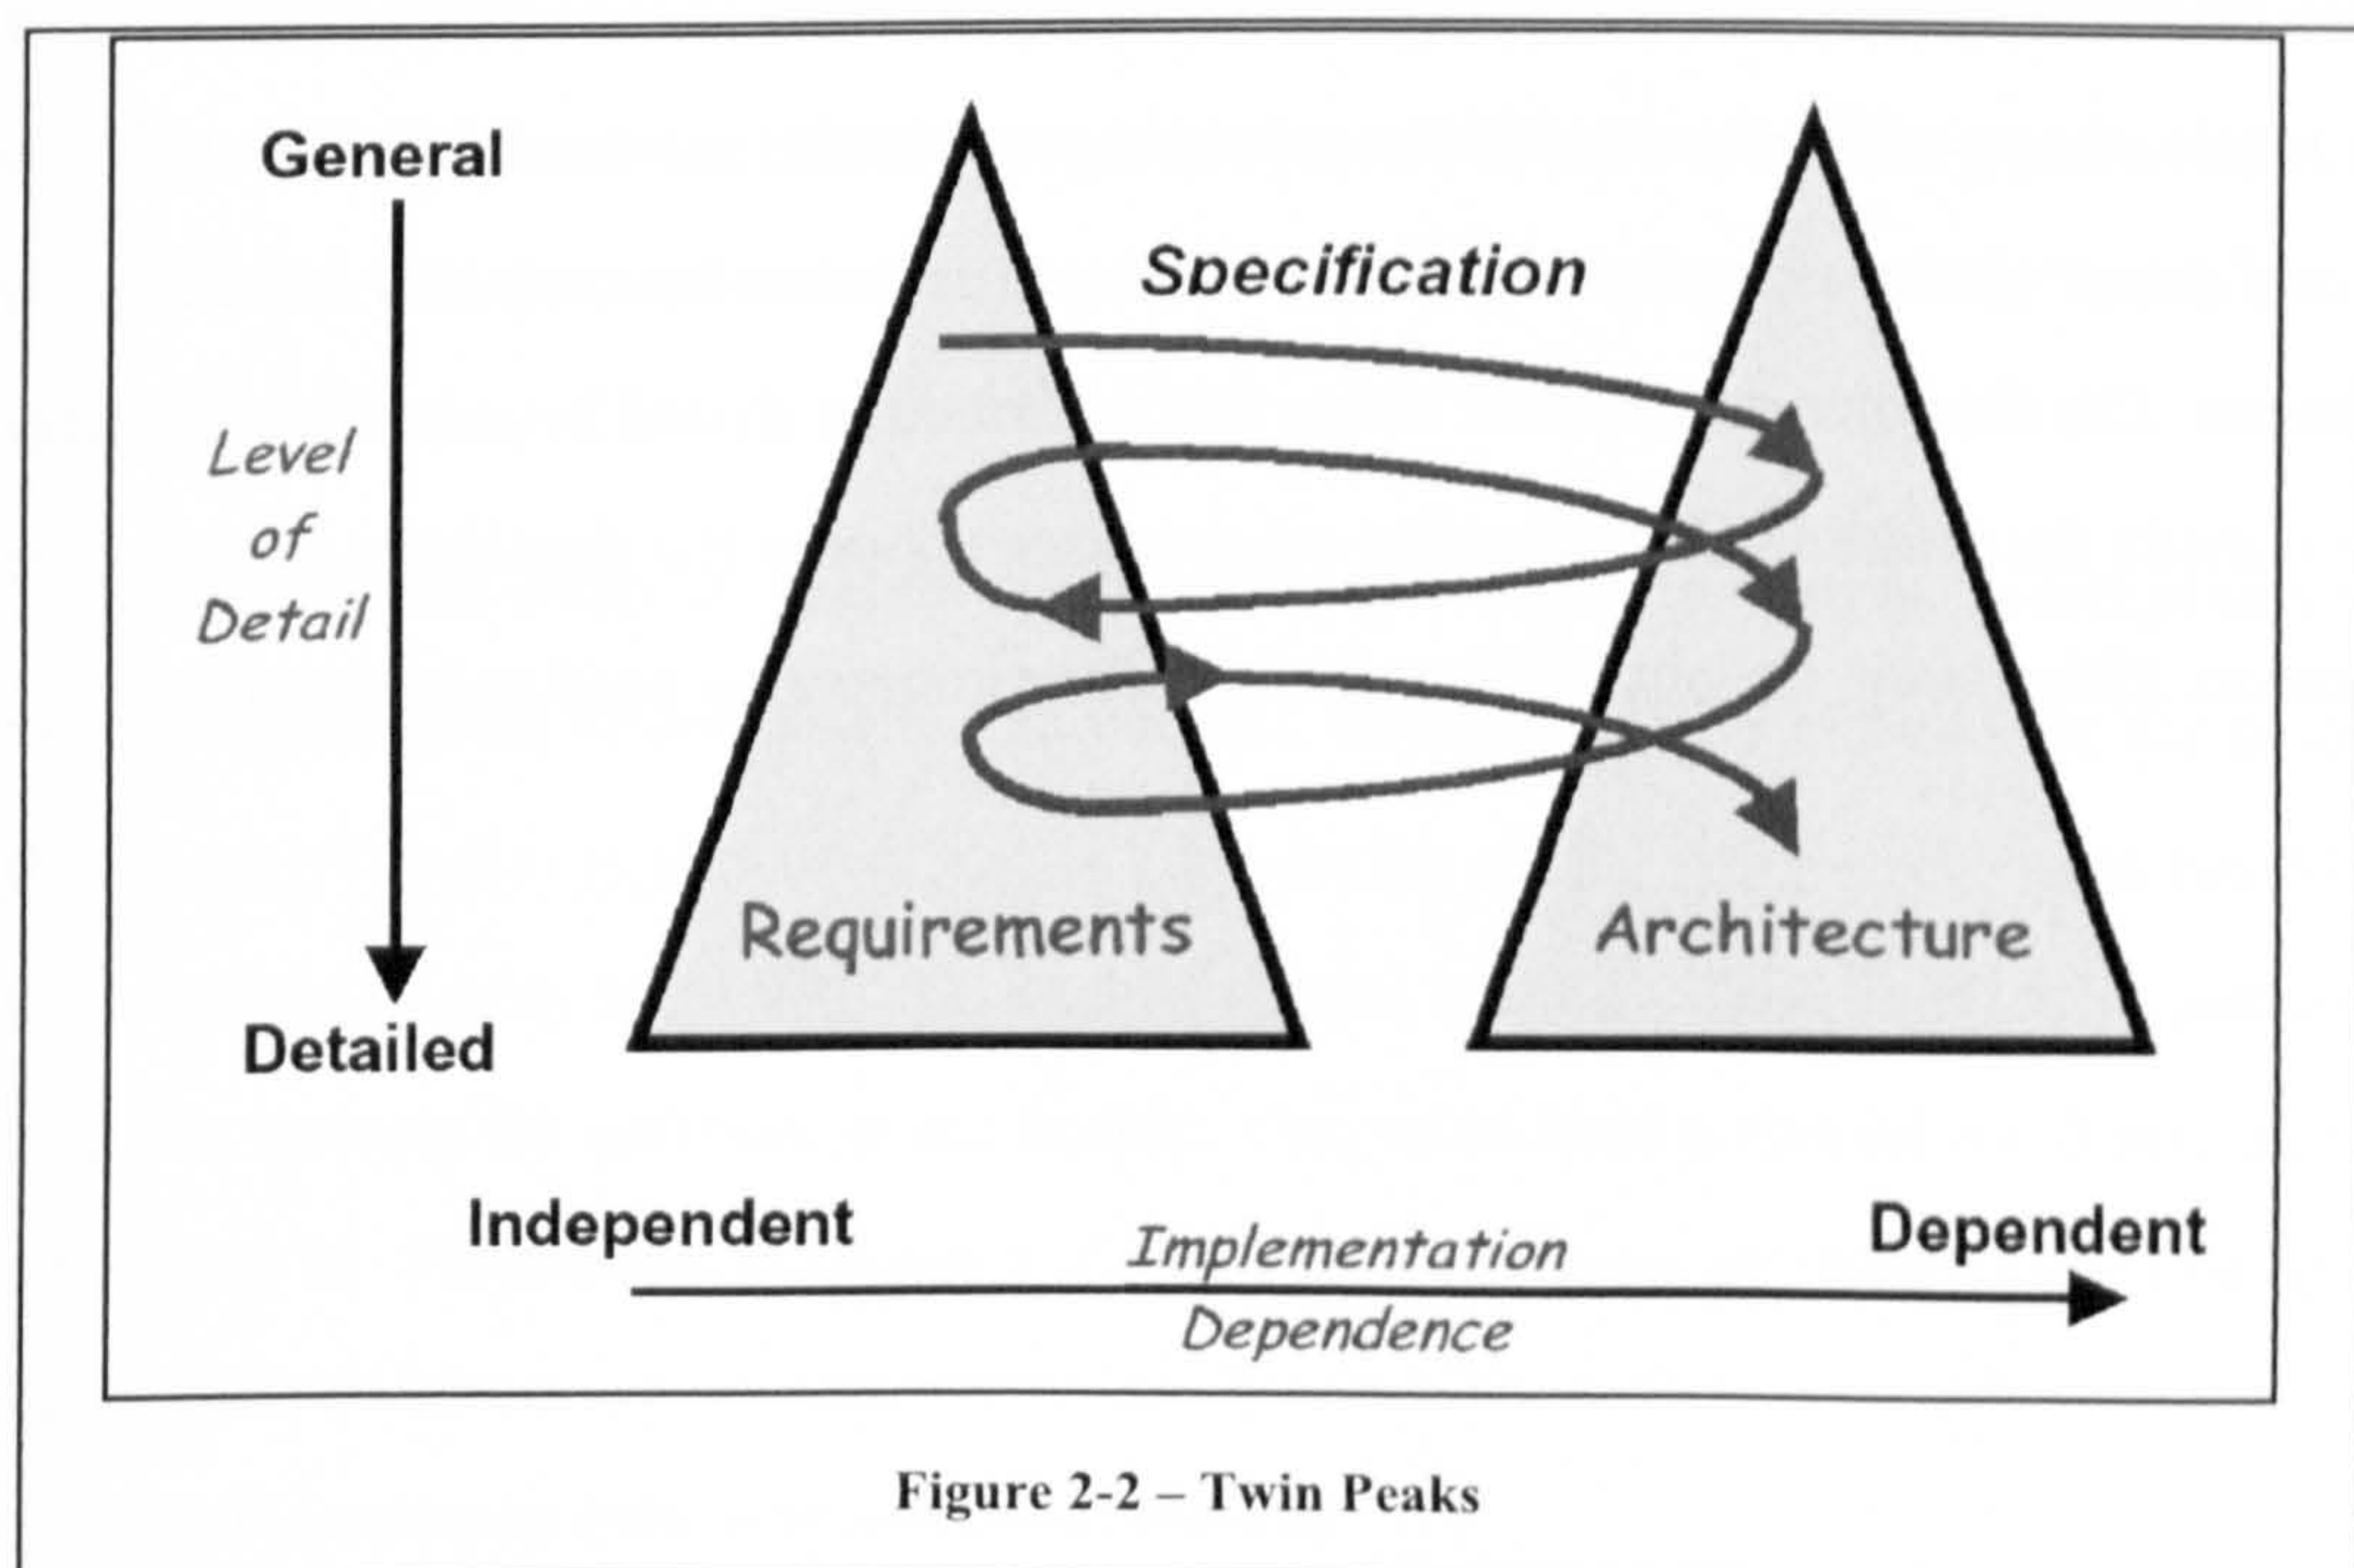 General
Specification
Level
of
Detail
Requirements
Architecture
Detailed
Independent
Dependent
Implementation
Dependence
Figure 2-2 – Twin Peaks